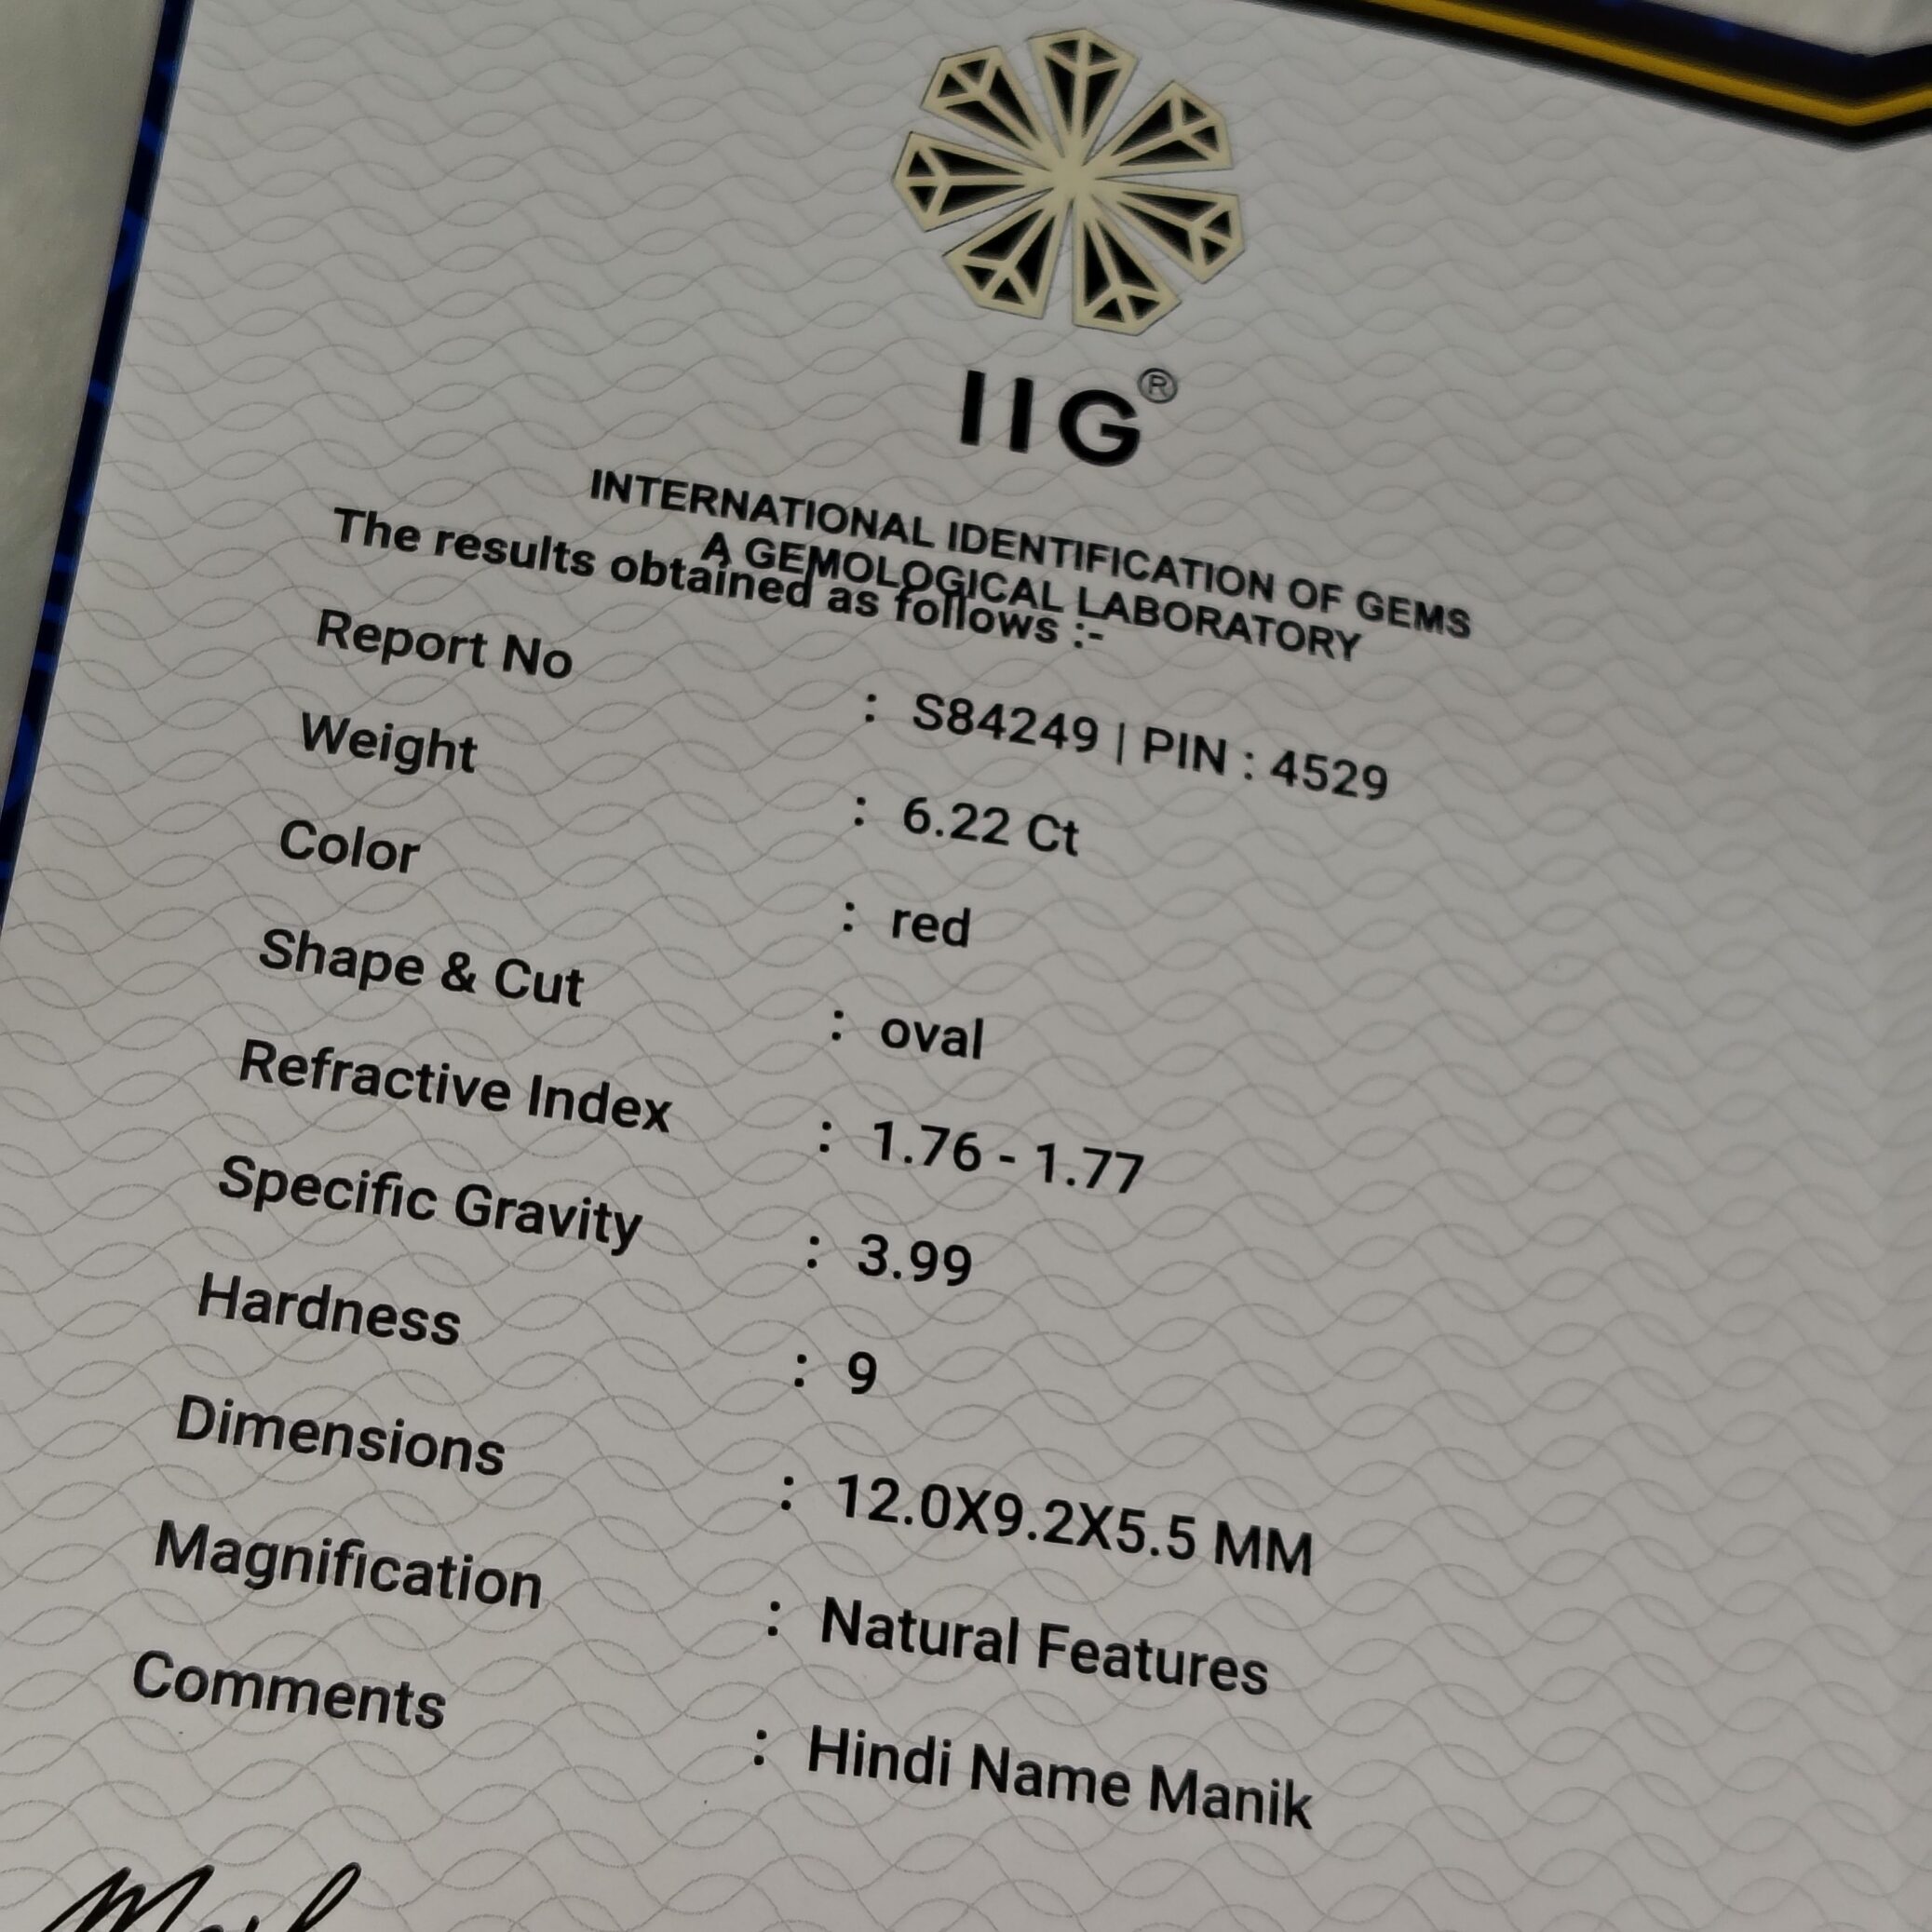 IIG®
INTERNATIONAL IDENTIFICATION OF GEMS
A GEMOLOGICAL LABORATORY
The results obtained as follows :-
Report No : S84249 | PIN : 4529
Weight : 6.22 Ct
Color : red
Shape & Cut : oval
Refractive Index : 1.76 - 1.77
Specific Gravity : 3.99
Hardness : 9
Dimensions : 12.0X9.2X5.5 MM
Magnification : Natural Features
Comments : Hindi Name Manik